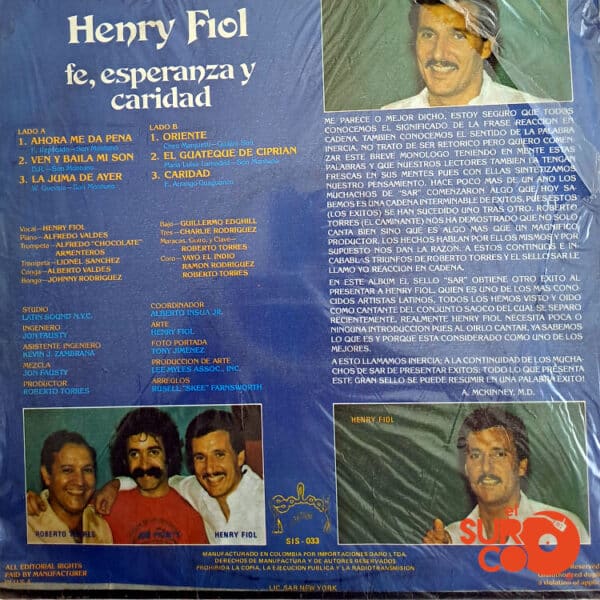 Henry Fiol
fe, esperanza y
caridad
LADO A
1. AHORA ME DA PENA
F. Repilado - Son Montuno
2. VEN Y BAILA MI SON
D.R. - Son Montuno
3. LA JUMA DE AYER
Son Montuno
LADO B
1. ORIENTE
2. EL GUATEQUE DE CIPRIAN
Son Montuno
3. CARIDAD
Guaguanco
Vocal — HENRY FIOL
Piano — ALFREDO VALDES
Trompeta — ALFREDO "CHOCOLATE"
ARMENTEROS
Trompeta — LIONEL SANCHEZ
Conga — ALBERTO VALDES
Bongo — JOHNNY RODRIGUEZ
Bajo — GUILLERMO EDGHILL
Tres — CHARLIE RODRIGUEZ
Maracas, Guiro, y Clave —
ROBERTO TORRES
Coro — YAYO EL INDIO
RAMON RODRIGUEZ
ROBERTO TORRES
STUDIO
LATIN SOUND N.Y.C.
INGENIERO
JON FAUSTY
ASISTENTE INGENIERO
KEVIN J. ZAMBRANA
MEZCLA
JON FAUSTY
PRODUCTOR
ROBERTO TORRES
COORDINADOR
ALBERTO INSUA JR.
ARTE
HENRY FIOL
FOTO PORTADA
TONY JIMENEZ
PRODUCCION DE ARTE
LEE MYLES ASSOC., INC.
ARREGLOS
RUSELL "SKEE" FARNSWORTH
ME PARECE O MEJOR DICHO, ESTOY SEGURO QUE TODOS
CONOCEMOS EL SIGNIFICADO DE LA FRASE REACCION EN
CADENA. TAMBIEN CONOCEMOS EL SENTIDO DE LA PALABRA
INERCIA, NO TRATO DE SER RETORICO PERO QUIERO COMEN-
ZAR ESTE BREVE MONOLOGO TENIENDO EN MENTE ESTAS
PALABRAS Y QUE NUESTROS LECTORES TAMBIEN LA TENGAN
FRESCAS EN SUS MENTES PUES CON ELLAS SINTETIZAMOS
NUESTRO PENSAMIENTO. HACE POCO MAS DE UN AÑO LOS
MUCHACHOS DE "SAR" COMENZARON ALGO QUE HOY SA-
BEMOS ES UNA CADENA INTERMINABLE DE EXITOS, PUES ESTOS
(LOS EXITOS) SE HAN SUCEDIDO UNO TRAS OTRO. ROBERTO
TORRES (EL CAMINANTE) NOS HA DEMOSTRADO QUE NO SOLO
CANTA BIEN SINO QUE ES ALGO MAS QUE UN MAGNIFICO
PRODUCTOR. LOS HECHOS HABLAN POR ELLOS MISMOS Y POR
SUPUESTO NOS DAN LA RAZON. A ESTOS CONTINUOS E IN-
CABABLAS TRIUNFOS DE ROBERTO TORRES Y EL SELLO SAR LE
LLAMO YO REACCION EN CADENA.
EN ESTE ALBUM EL SELLO "SAR" OBTIENE OTRO EXITO AL
PRESENTAR A HENRY FIOL, QUIEN ES UNO DE LOS MAS CONO-
CIDOS ARTISTAS LATINOS, TODOS LO HEMOS VISTO Y OIDO
COMO CANTANTE DEL CONJUNTO SAOCO DEL CUAL SE SEPARO
RECIENTEMENTE. REALMENTE HENRY FIOL NECESITA POCA O
NINGUNA INTRODUCCION PUES AL OIRLO CANTAR, YA SABEMOS
LO QUE ES Y PORQUE ESTA CONSIDERADO COMO UNO DE LOS
MEJORES.
A ESTO LLAMAMOS INERCIA; A LA CONTINUIDAD DE LOS MUCHA-
CHOS DE SAR DE PRESENTAR EXITOS; TODO LO QUE PRESENTA
ESTE GRAN SELLO SE PUEDE RESUMIR EN UNA PALABRA EXITO!
A. McKINNEY, M.D.
ROBERTO TORRES
HENRY FIOL
HENRY FIOL
SIS - 033
el
SURCO
ALL EDITORIAL RIGHTS
PAID BY MANUFACTURER
MANUFACTURADO EN COLOMBIA POR IMPORTACIONES DARO LTDA.
DERECHOS DE MANUFACTURA Y DE AUTORES RESERVADOS
PROHIBIDA LA COPIA, LA EJECUCION PUBLICA Y LA RADIOTRANSMISION
LIC. SAR NEW YORK
Reserved
a violation of applic